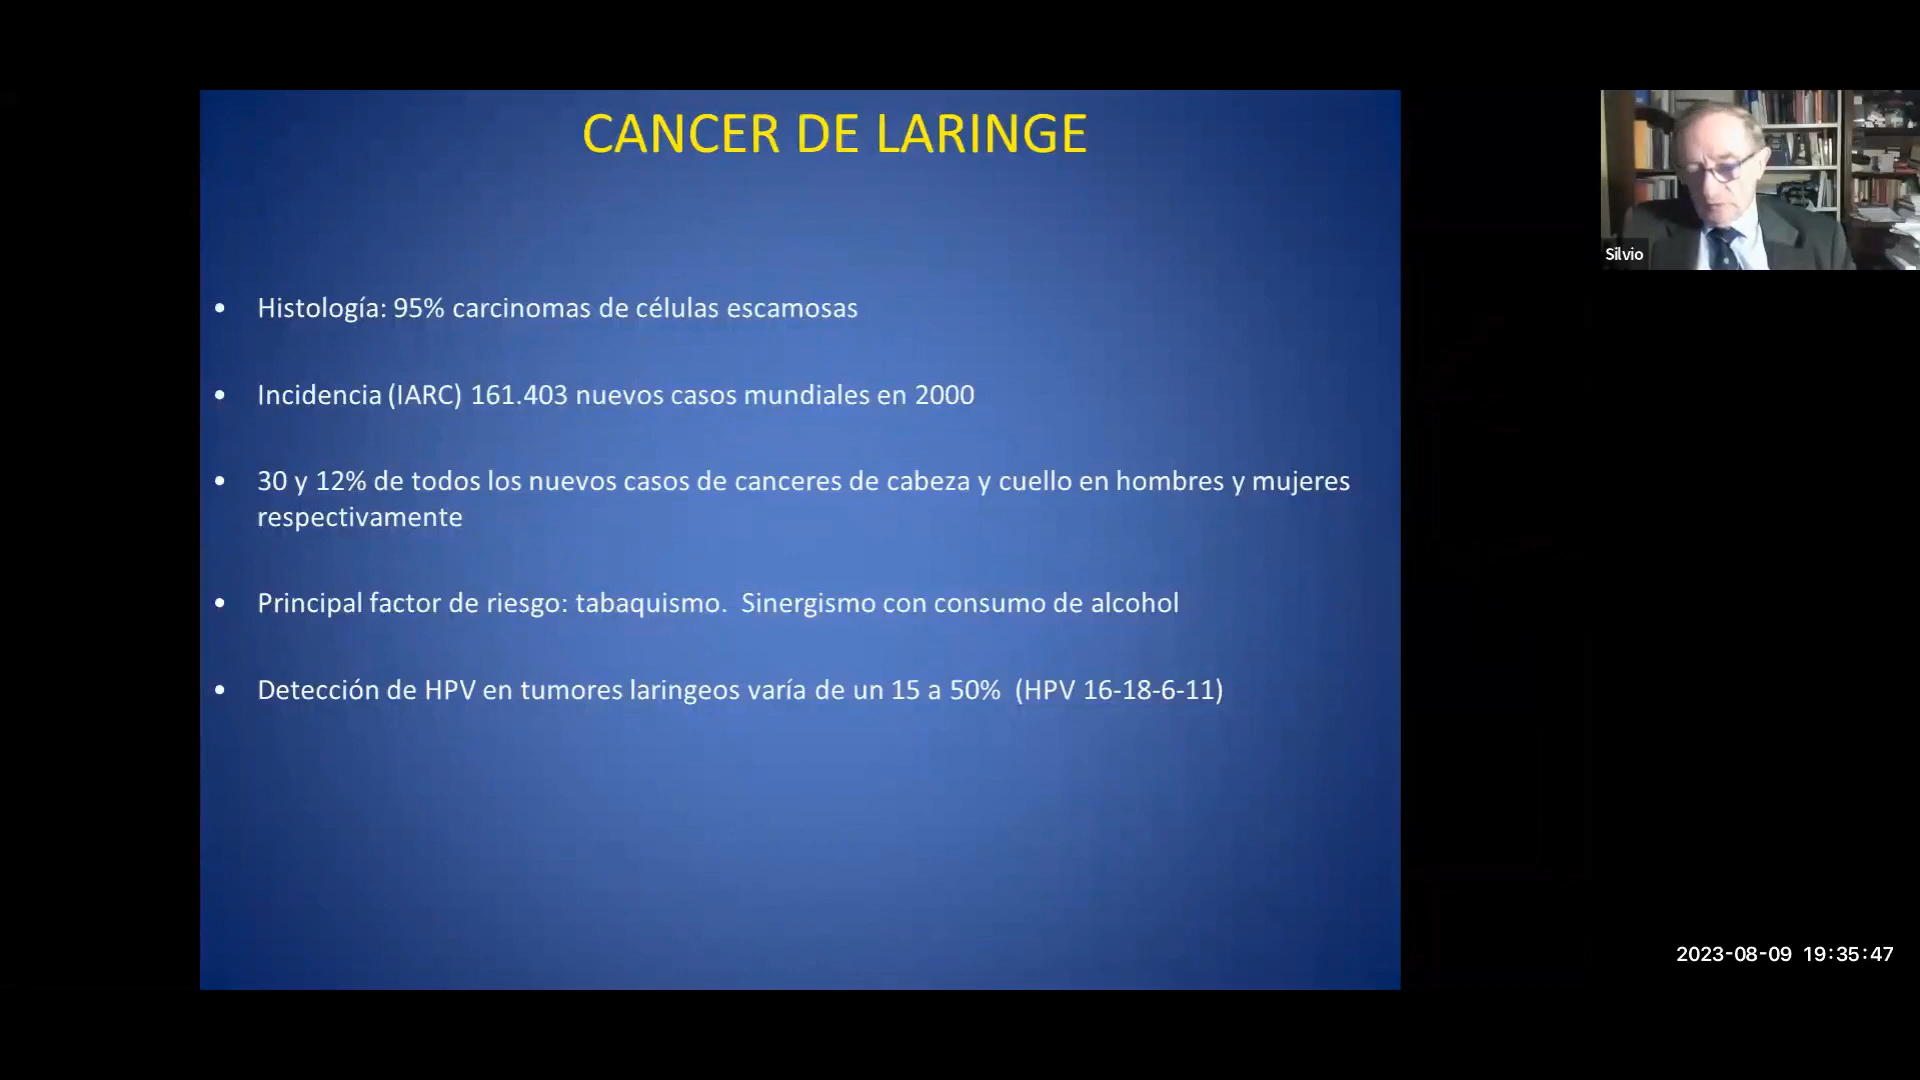 CANCER DE LARINGE
Silvio
• Histología: 95% carcinomas de células escamosas
• Incidencia (IARC) 161.403 nuevos casos mundiales en 2000
• 30 y 12% de todos los nuevos casos de canceres de cabeza y cuello en hombres y mujeres
respectivamente
• Principal factor de riesgo: tabaquismo.  Sinergismo con consumo de alcohol
• Detección de HPV en tumores laringeos varía de un 15 a 50%  (HPV 16-18-6-11)
2023-08-09 19:35:47